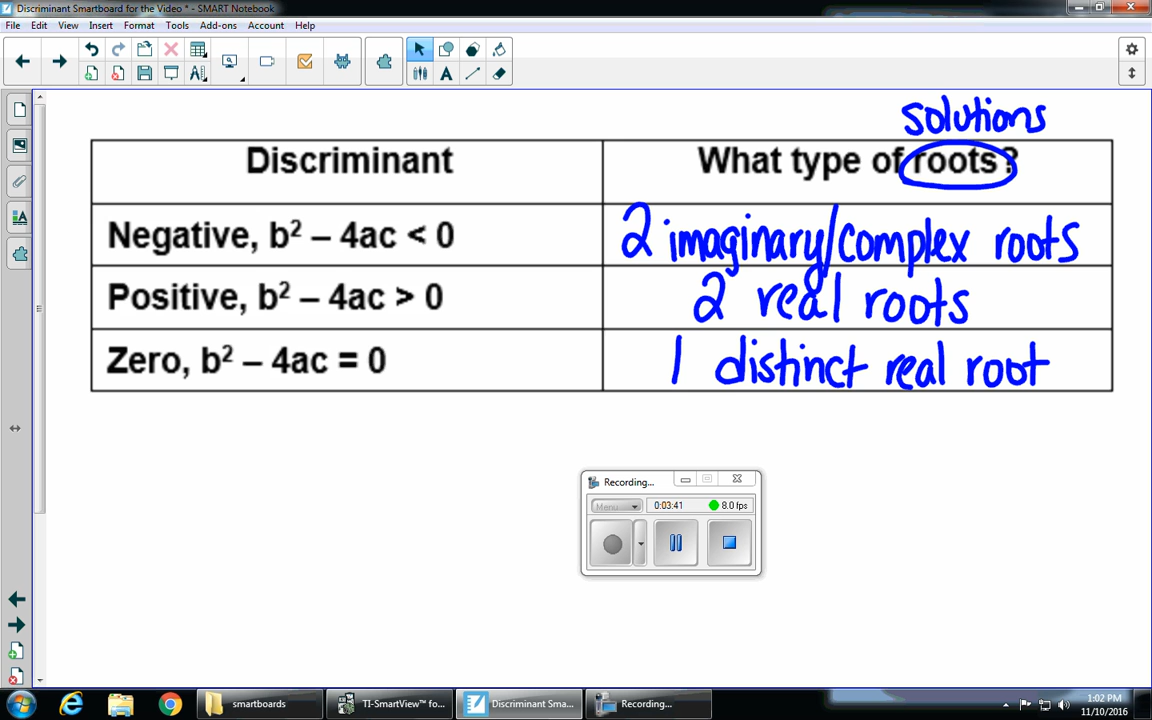 Discriminant Smartboard for the Video * - SMART Notebook
File Edit View Insert Format Tools Add-ons Account Help
solutions
Discriminant What type of roots?
Negative, b² – 4ac < 0 2 imaginary/complex roots
Positive, b² – 4ac > 0 2 real roots
Zero, b² – 4ac = 0 1 distinct real root
Recording...
Menu 0:03:41 8.0 fps
smartboards TI-SmartView™ fo... Discriminant Sma... Recording...
1:02 PM
11/10/2016